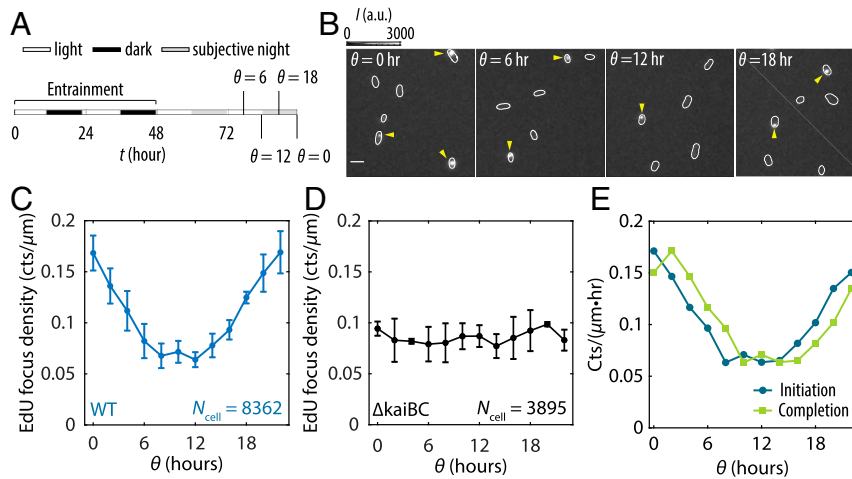 A
light dark subjective night
θ = 6 θ = 18
0 24 48 72
t (hour)
θ = 12 θ = 0
B
I (a.u.)
0 3000
θ = 0 hr
θ = 6 hr
θ = 12 hr
θ = 18 hr
Entrainment
C
EdU focus density (cts/μm)
0.2
0.15
0.1
0.05
0
WT
Ncell = 8362
0 6 12 18
θ (hours)
D
EdU focus density (cts/μm)
0.2
0.15
0.1
0.05
0
ΔkaiBC
Ncell = 3895
0 6 12 18
θ (hours)
E
Cts/(μm•hr)
0.2
0.15
0.1
0.05
0
Initiation
Completion
0 6 12 18
θ (hours)